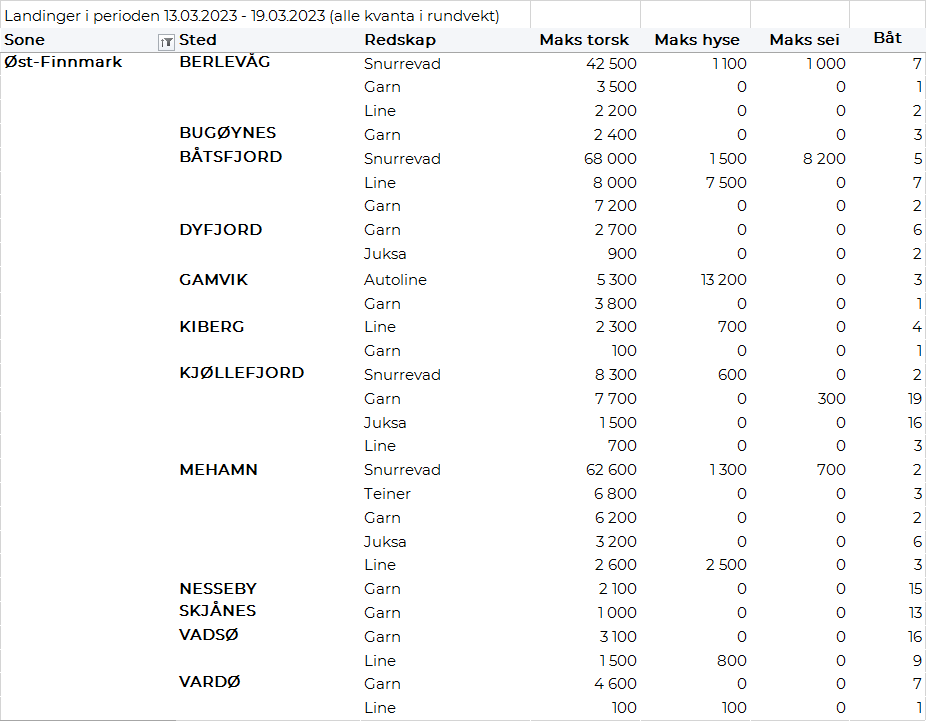 Landinger i perioden 13.03.2023 - 19.03.2023 (alle kvanta i rundvekt)
Sone Sted Redskap Maks torsk Maks hyse Maks sei Båt
Øst-Finnmark BERLEVÅG Snurrevad 42 500 1 100 1 000 7
Garn 3 500 0 0 1
Line 2 200 0 0 2
BUGØYNES Garn 2 400 0 0 3
BÅTSFJORD Snurrevad 68 000 1 500 8 200 5
Line 8 000 7 500 0 7
Garn 7 200 0 0 2
DYFJORD Garn 2 700 0 0 6
Juksa 900 0 0 2
GAMVIK Autoline 5 300 13 200 0 3
Garn 3 800 0 0 1
KIBERG Line 2 300 700 0 4
Garn 100 0 0 1
KJØLLEFJORD Snurrevad 8 300 600 0 2
Garn 7 700 0 300 19
Juksa 1 500 0 0 16
Line 700 0 0 3
MEHAMN Snurrevad 62 600 1 300 700 2
Teiner 6 800 0 0 3
Garn 6 200 0 0 2
Juksa 3 200 0 0 6
Line 2 600 2 500 0 3
NESSEBY Garn 2 100 0 0 15
SKJÅNES Garn 1 000 0 0 13
VADSØ Garn 3 100 0 0 16
Line 1 500 800 0 9
VARDØ Garn 4 600 0 0 7
Line 100 100 0 1